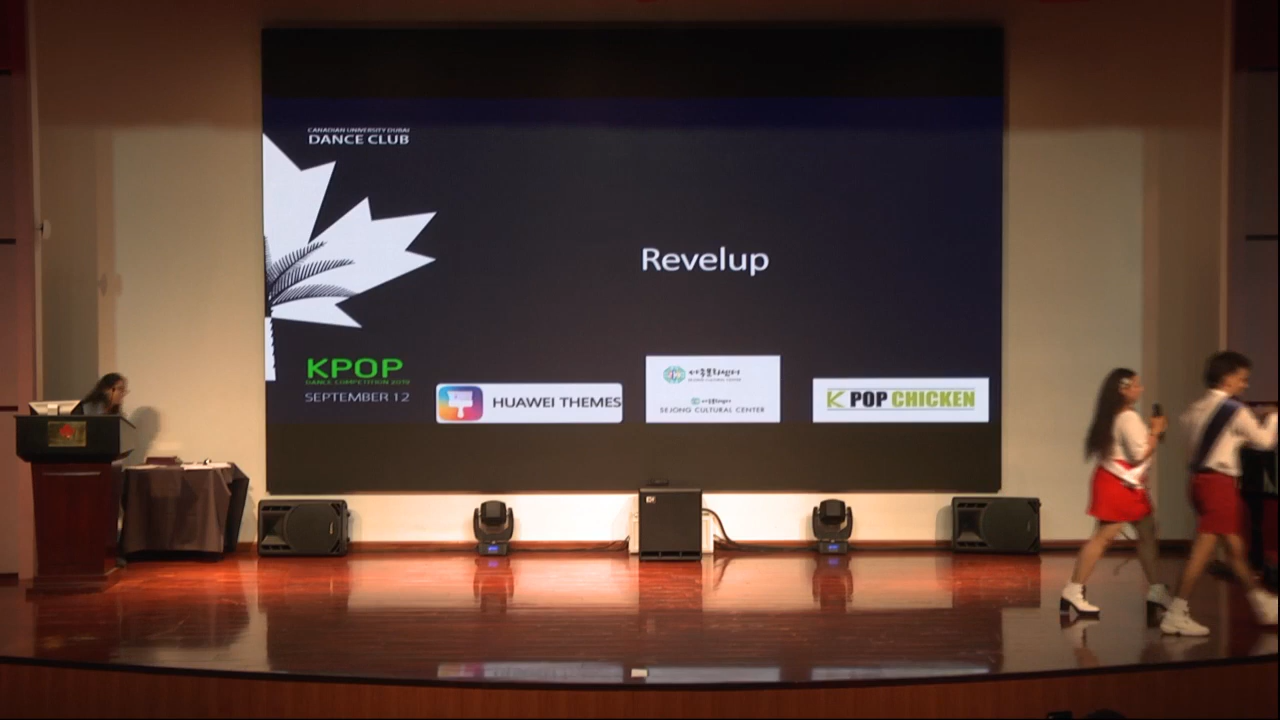 CANADIAN UNIVERSITY DUBAI
DANCE CLUB
Revelup
KPOP
DANCE COMPETITION 2019
SEPTEMBER 12
HUAWEI THEMES
SEJONG CULTURAL CENTER
K POP CHICKEN